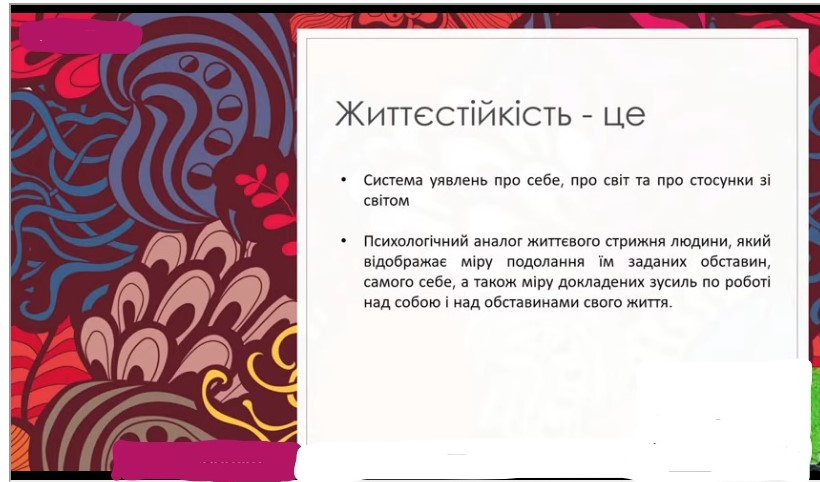 Життєстійкість - це
• Система уявлень про себе, про світ та про стосунки зі
світом
• Психологічний аналог життєвого стрижня людини, який
відображає міру подолання їм заданих обставин,
самого себе, а також міру докладених зусиль по роботі
над собою і над обставинами свого життя.